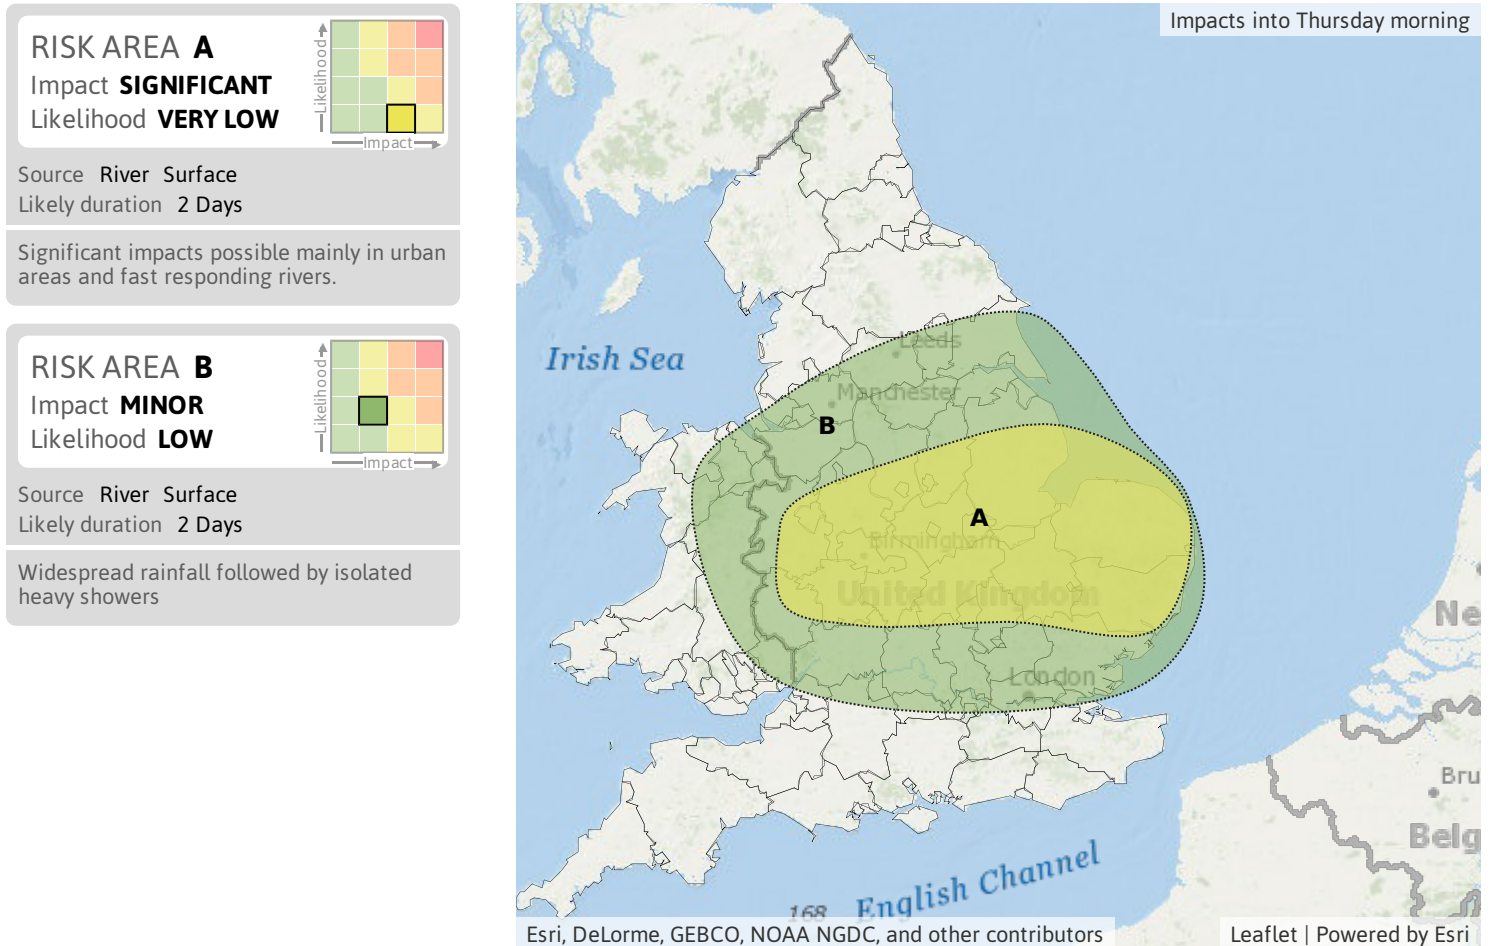 RISK AREA A
Impact SIGNIFICANT
Likelihood VERY LOW
Likelihood
Impact
Source River Surface
Likely duration 2 Days
Significant impacts possible mainly in urban
areas and fast responding rivers.
RISK AREA B
Impact MINOR
Likelihood LOW
Likelihood
Impact
Source River Surface
Likely duration 2 Days
Widespread rainfall followed by isolated
heavy showers
Impacts into Thursday morning
Leeds
Irish Sea
Manchester
B
A
Birmingham
United Kingdom
Ne
London
Bru
Belg
English Channel
168
Esri, DeLorme, GEBCO, NOAA NGDC, and other contributors
Leaflet | Powered by Esri